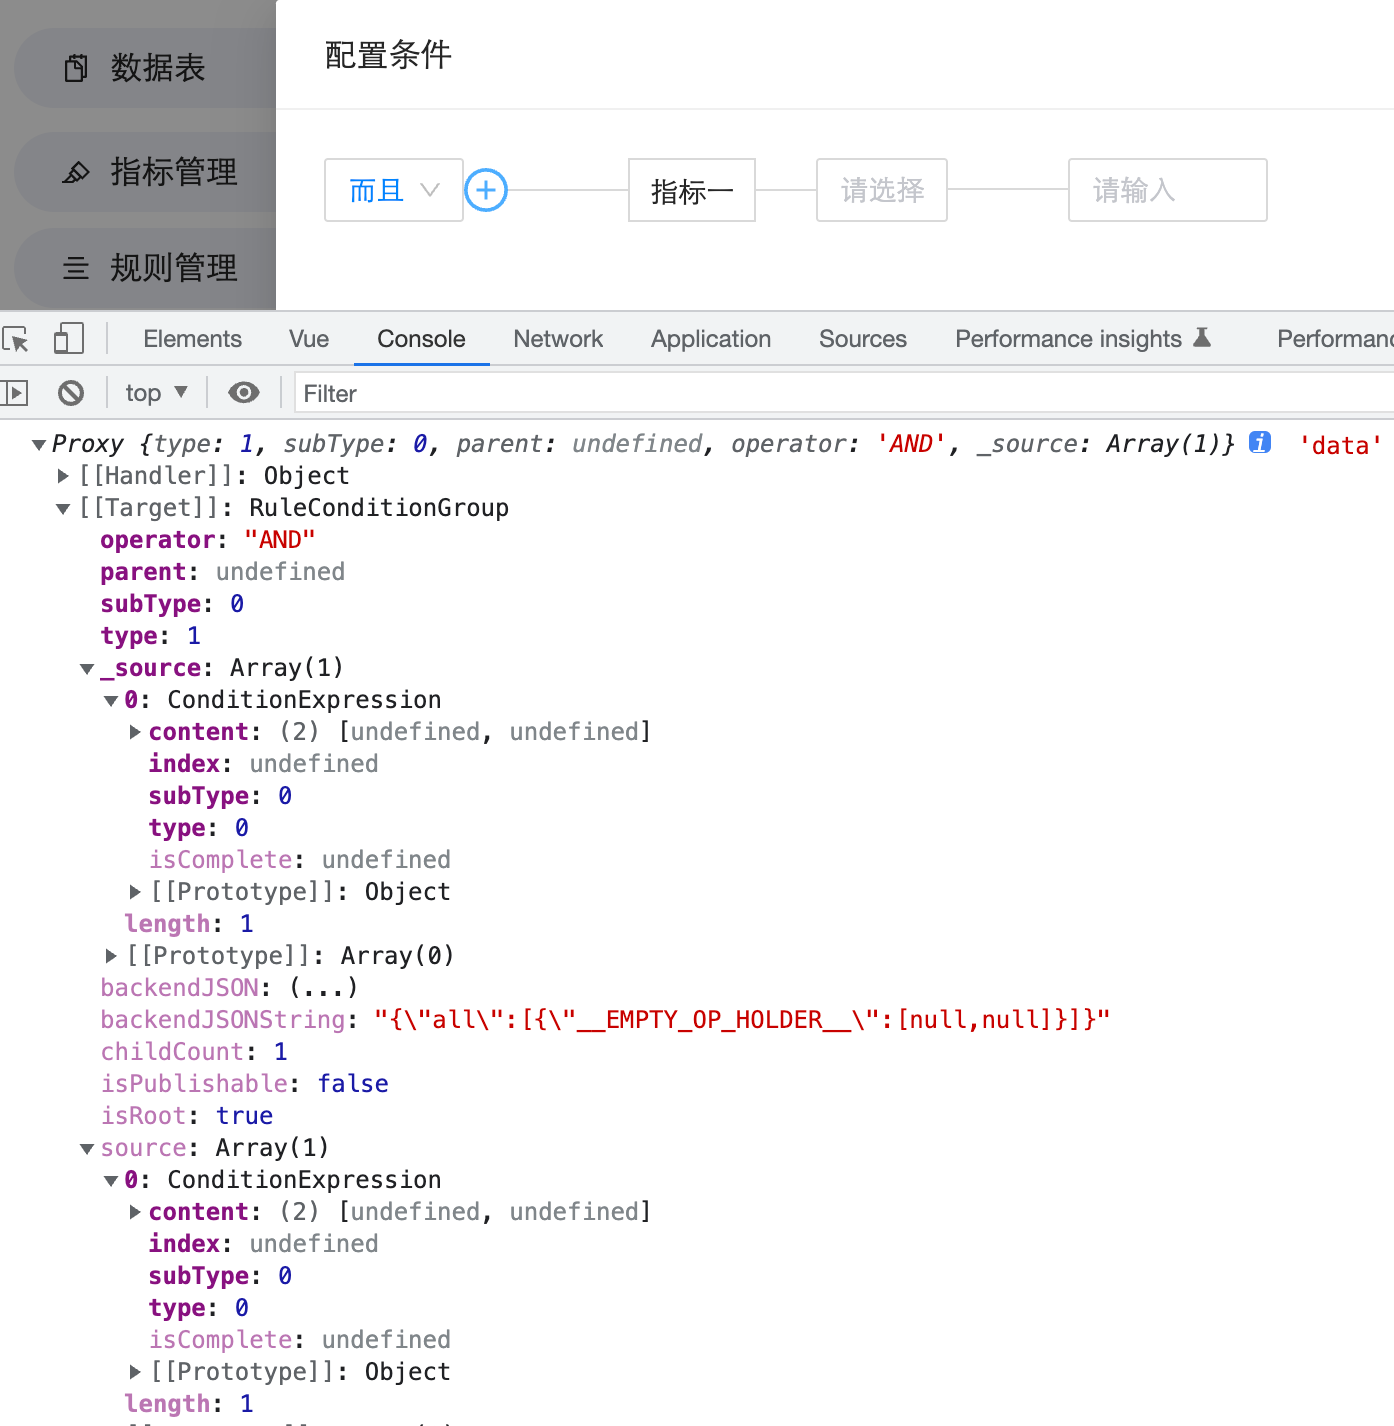 数据表
指标管理
规则管理
配置条件
而且 指标一 请选择 请输入
Elements Vue Console Network Application Sources Performance insights Performanc
top ▼ Filter
▼Proxy {type: 1, subType: 0, parent: undefined, operator: 'AND', _source: Array(1)} i 'data'
▶[[Handler]]: Object
▼[[Target]]: RuleConditionGroup
operator: "AND"
parent: undefined
subType: 0
type: 1
▼_source: Array(1)
▼0: ConditionExpression
▶content: (2) [undefined, undefined]
index: undefined
subType: 0
type: 0
isComplete: undefined
▶[[Prototype]]: Object
length: 1
▶[[Prototype]]: Array(0)
backendJSON: (...)
backendJSONString: "{\"all\":[{\"__EMPTY_OP_HOLDER__\":[null,null]}]}"
childCount: 1
isPublishable: false
isRoot: true
▼source: Array(1)
▼0: ConditionExpression
▶content: (2) [undefined, undefined]
index: undefined
subType: 0
type: 0
isComplete: undefined
▶[[Prototype]]: Object
length: 1